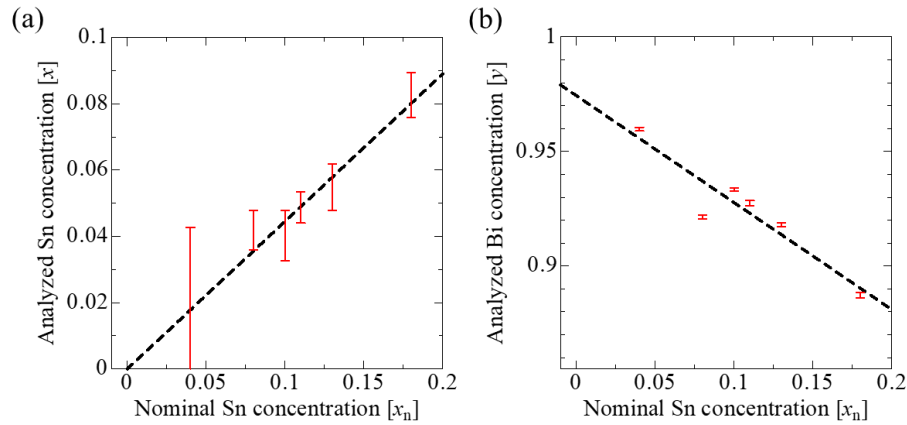 (a)
0.1
0.08
0.06
0.04
0.02
0
Analyzed Sn concentration [x]
0 0.05 0.1 0.15 0.2
Nominal Sn concentration [xn]
(b)
1
0.95
0.9
Analyzed Bi concentration [y]
0 0.05 0.1 0.15 0.2
Nominal Sn concentration [xn]